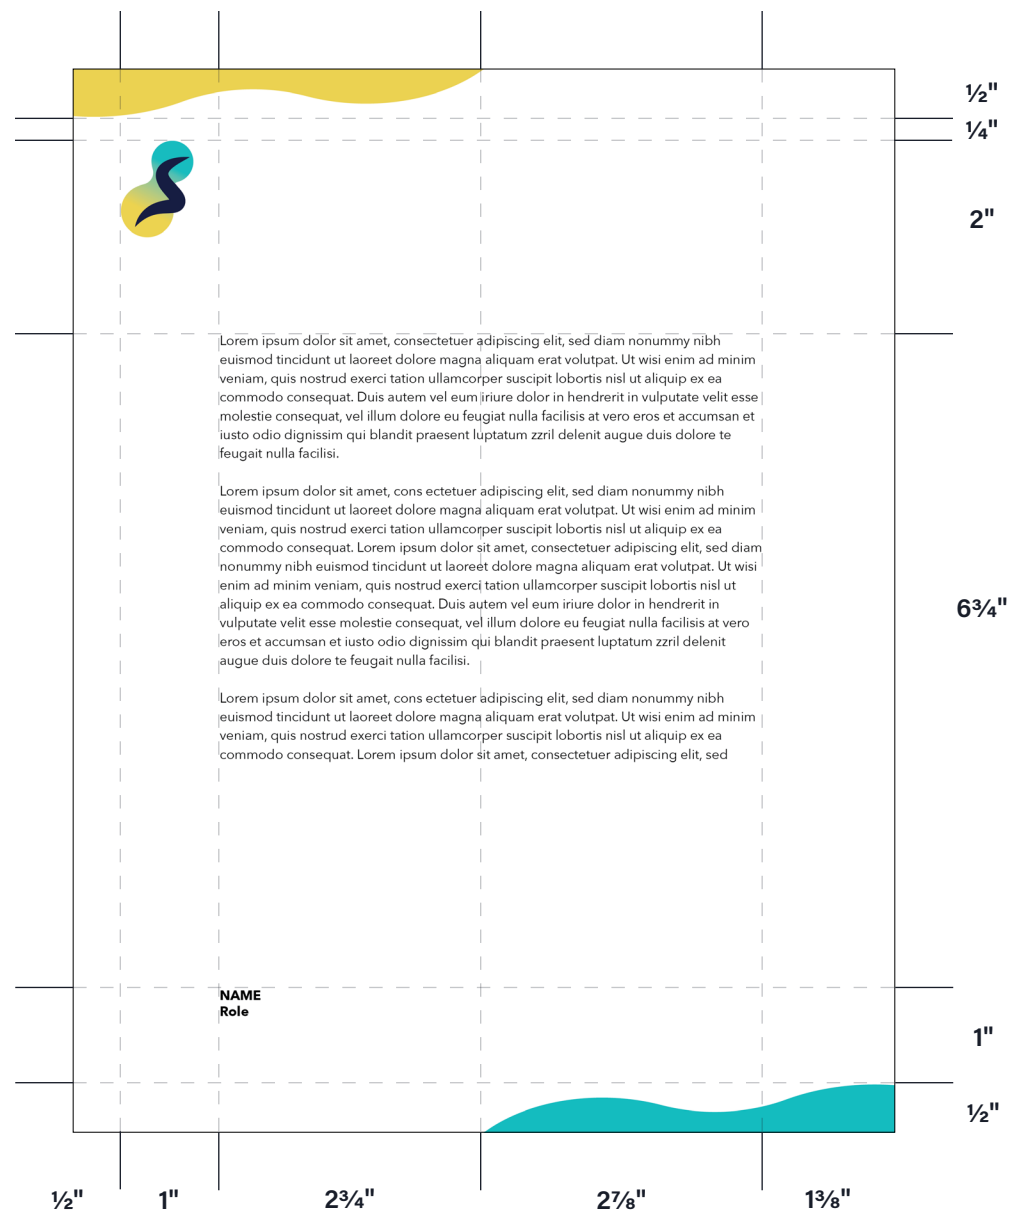 ½"
¼"
2"
Lorem ipsum dolor sit amet, consectetuer adipiscing elit, sed diam nonummy nibh
euismod tincidunt ut laoreet dolore magna aliquam erat volutpat. Ut wisi enim ad minim
veniam, quis nostrud exerci tation ullamcorper suscipit lobortis nisl ut aliquip ex ea
commodo consequat. Duis autem vel eum iriure dolor in hendrerit in vulputate velit esse
molestie consequat, vel illum dolore eu feugiat nulla facilisis at vero eros et accumsan et
iusto odio dignissim qui blandit praesent luptatum zzril delenit augue duis dolore te
feugait nulla facilisi.
Lorem ipsum dolor sit amet, cons ectetuer adipiscing elit, sed diam nonummy nibh
euismod tincidunt ut laoreet dolore magna aliquam erat volutpat. Ut wisi enim ad minim
veniam, quis nostrud exerci tation ullamcorper suscipit lobortis nisl ut aliquip ex ea
commodo consequat. Lorem ipsum dolor sit amet, consectetuer adipiscing elit, sed diam
nonummy nibh euismod tincidunt ut laoreet dolore magna aliquam erat volutpat. Ut wisi
enim ad minim veniam, quis nostrud exerci tation ullamcorper suscipit lobortis nisl ut
aliquip ex ea commodo consequat. Duis autem vel eum iriure dolor in hendrerit in
vulputate velit esse molestie consequat, vel illum dolore eu feugiat nulla facilisis at vero
eros et accumsan et iusto odio dignissim qui blandit praesent luptatum zzril delenit
augue duis dolore te feugait nulla facilisi.
6¾"
Lorem ipsum dolor sit amet, cons ectetuer adipiscing elit, sed diam nonummy nibh
euismod tincidunt ut laoreet dolore magna aliquam erat volutpat. Ut wisi enim ad minim
veniam, quis nostrud exerci tation ullamcorper suscipit lobortis nisl ut aliquip ex ea
commodo consequat. Lorem ipsum dolor sit amet, consectetuer adipiscing elit, sed
NAME
Role
1"
½"
½" 1" 2¾" 2⅞" 1⅜"